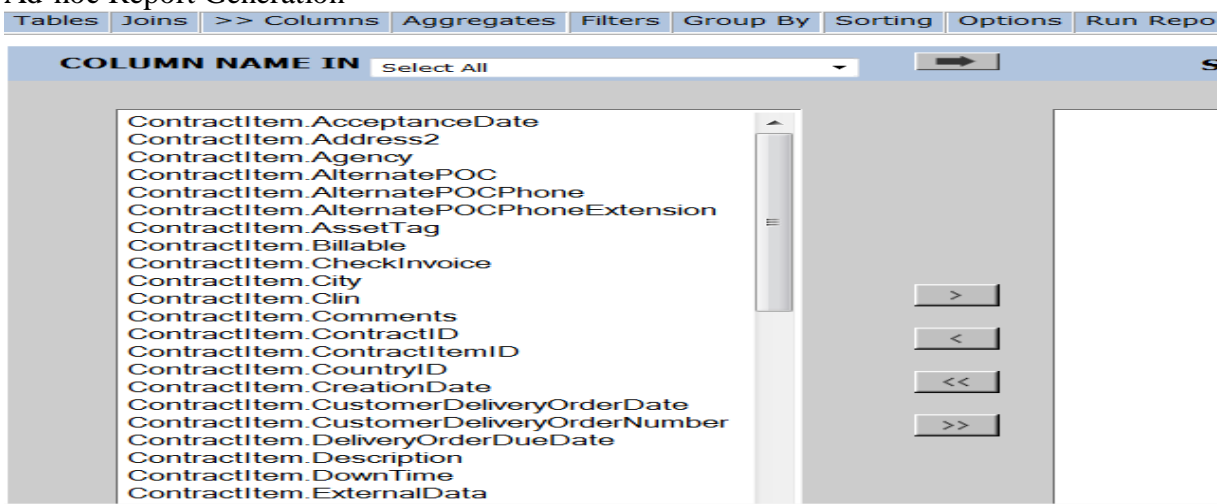 Ad-hoc Report Generation
Tables Joins >> Columns Aggregates Filters Group By Sorting Options Run Repo
COLUMN NAME IN Select All S
ContractItem.AcceptanceDate
ContractItem.Address2
ContractItem.Agency
ContractItem.AlternatePOC
ContractItem.AlternatePOCPhone
ContractItem.AlternatePOCPhoneExtension
ContractItem.AssetTag
ContractItem.Billable
ContractItem.CheckInvoice
ContractItem.City
ContractItem.Clin
>
ContractItem.Comments
ContractItem.ContractID
<
ContractItem.ContractItemID
ContractItem.CountryID
ContractItem.CreationDate
<<
ContractItem.CustomerDeliveryOrderDate
ContractItem.CustomerDeliveryOrderNumber
>>
ContractItem.DeliveryOrderDueDate
ContractItem.Description
ContractItem.DownTime
ContractItem.ExternalData